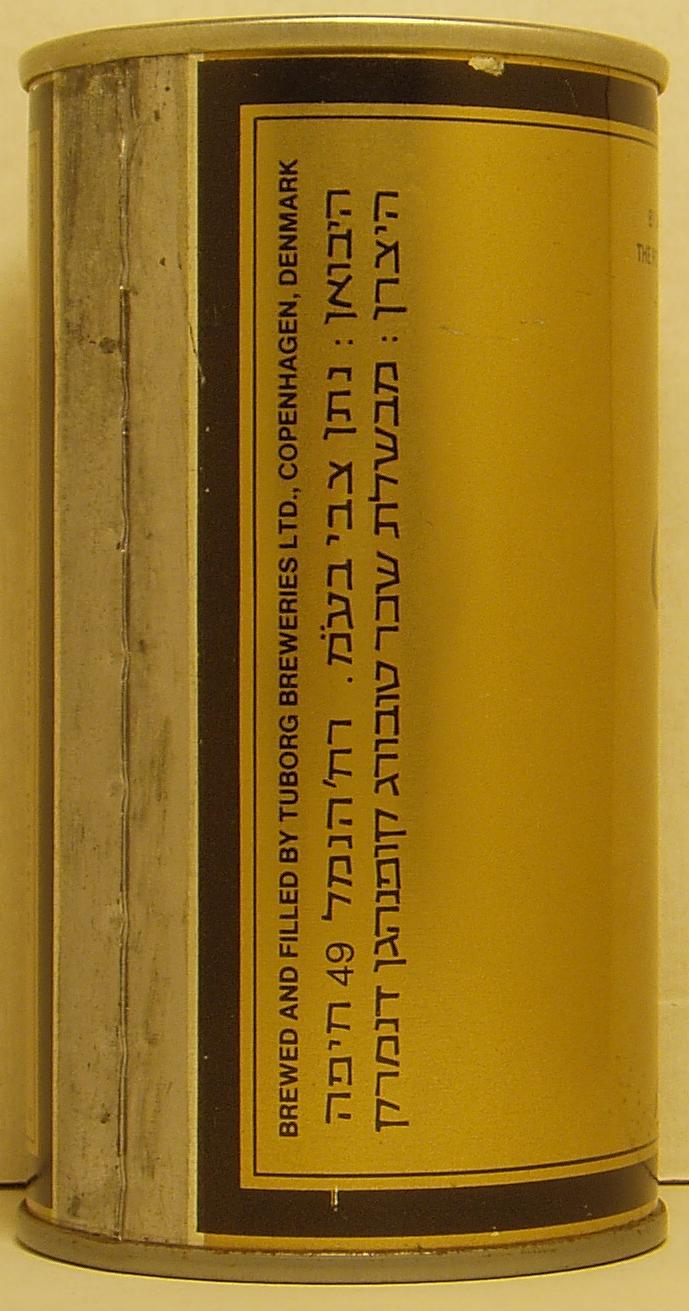 BREWED AND FILLED BY TUBORG BREWERIES LTD., COPENHAGEN, DENMARK
היבואן : נתן צבי בע"מ. רח' הנמל 49 חיפה
היצרן : מבשלת שכר טובורג קופנהגן דנמרק